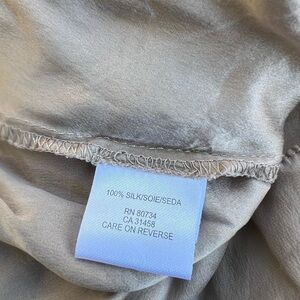 100% SILK/SOIE/SEDA
RN 80734
CA 31458
CARE ON REVERSE